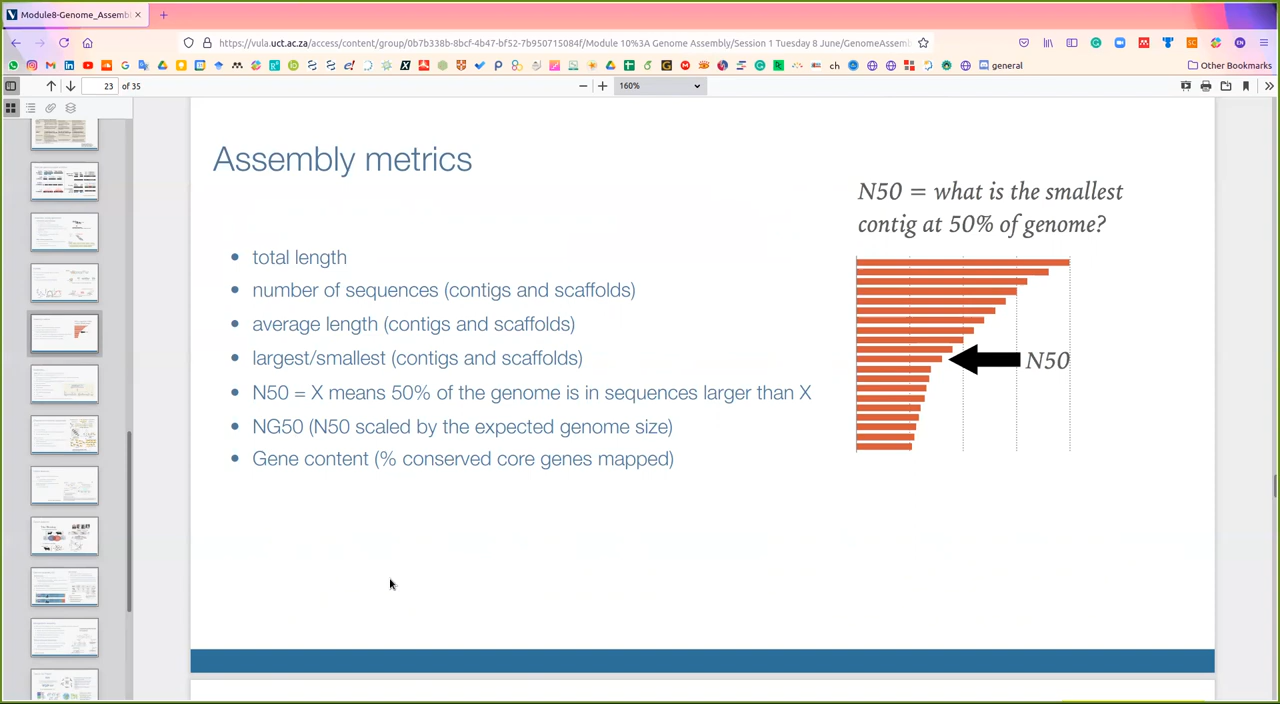 Module8-Genome_Assembl
https://vula.uct.ac.za/access/content/group/0b7b338b-8bcf-4b47-bf52-7b950715084f/Module 10%3A Genome Assembly/Session 1 Tuesday 8 June/GenomeAssemb
ch
general
Other Bookmarks
23 of 35
160%
Assembly metrics
N50 = what is the smallest
contig at 50% of genome?
• total length
• number of sequences (contigs and scaffolds)
• average length (contigs and scaffolds)
• largest/smallest (contigs and scaffolds)
N50
• N50 = X means 50% of the genome is in sequences larger than X
• NG50 (N50 scaled by the expected genome size)
• Gene content (% conserved core genes mapped)